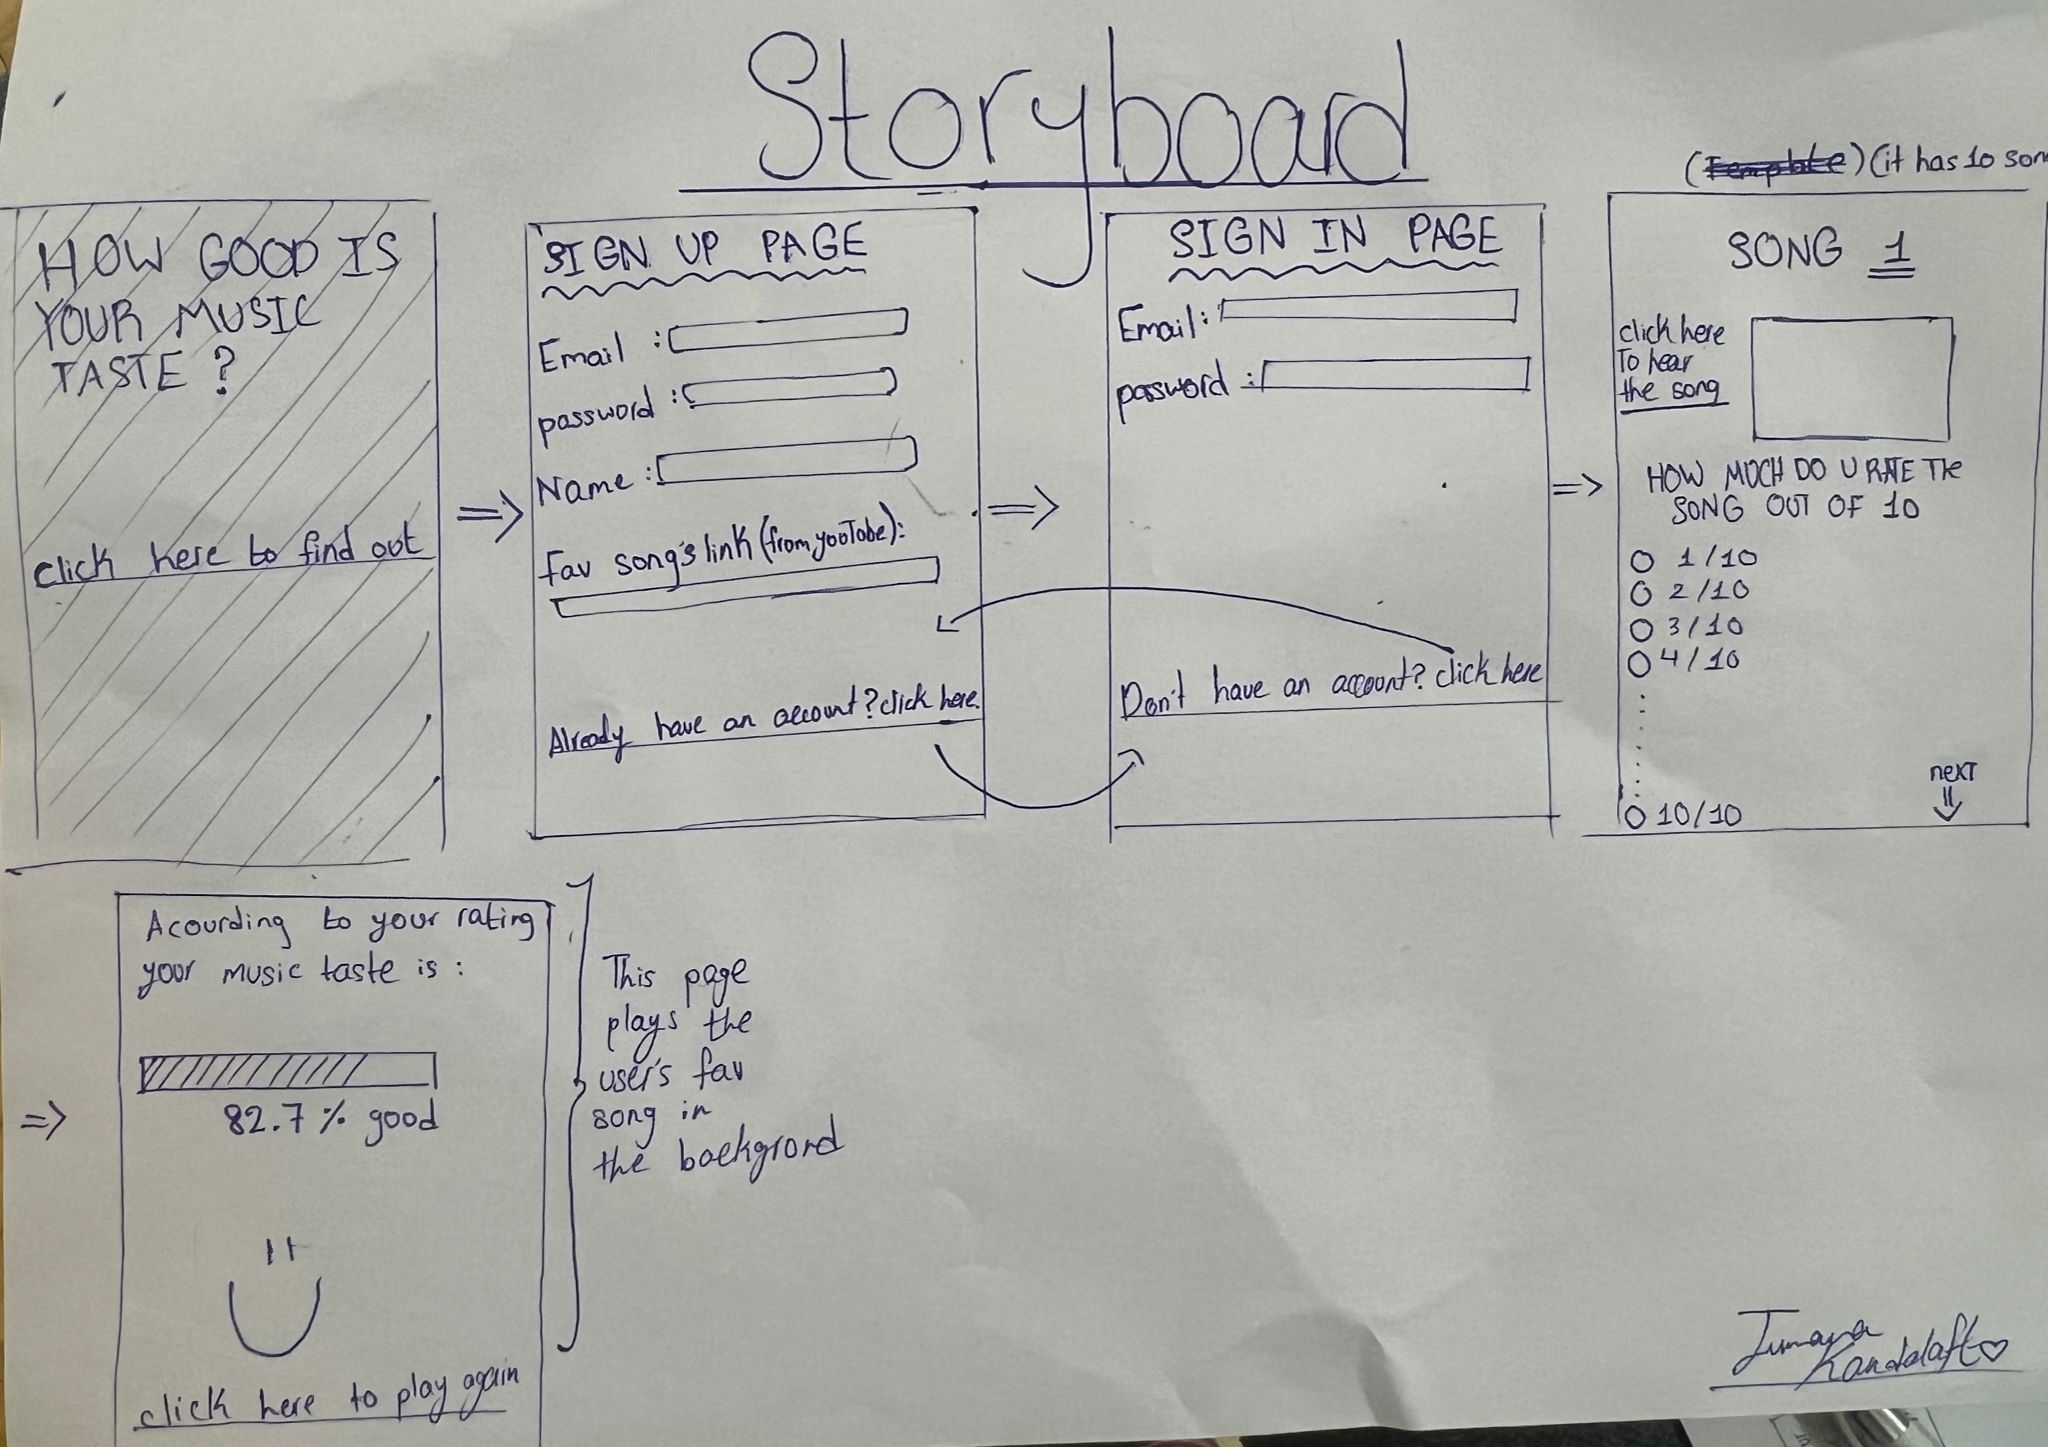 Storyboard
(Template) (it has 10 son
HOW GOOD IS
YOUR MUSIC
TASTE ?
click here to find out
=>
SIGN UP PAGE
Email :
password :
Name :
Fav song's link (from yooTobe):
Already have an account? click here.
=>
SIGN IN PAGE
Email :
password :
Don't have an account? click here
=>
SONG 1
click here
To hear
the song
HOW MUCH DO U RATE THE
SONG OUT OF 10
1/10
2/10
3/10
4/10
10/10
next
=>
Acourding to your rating
your music taste is :
82.7 % good
click here to play again
This page
plays the
user's fav
song in
the backgrond
Jumana
Kandalaft♡